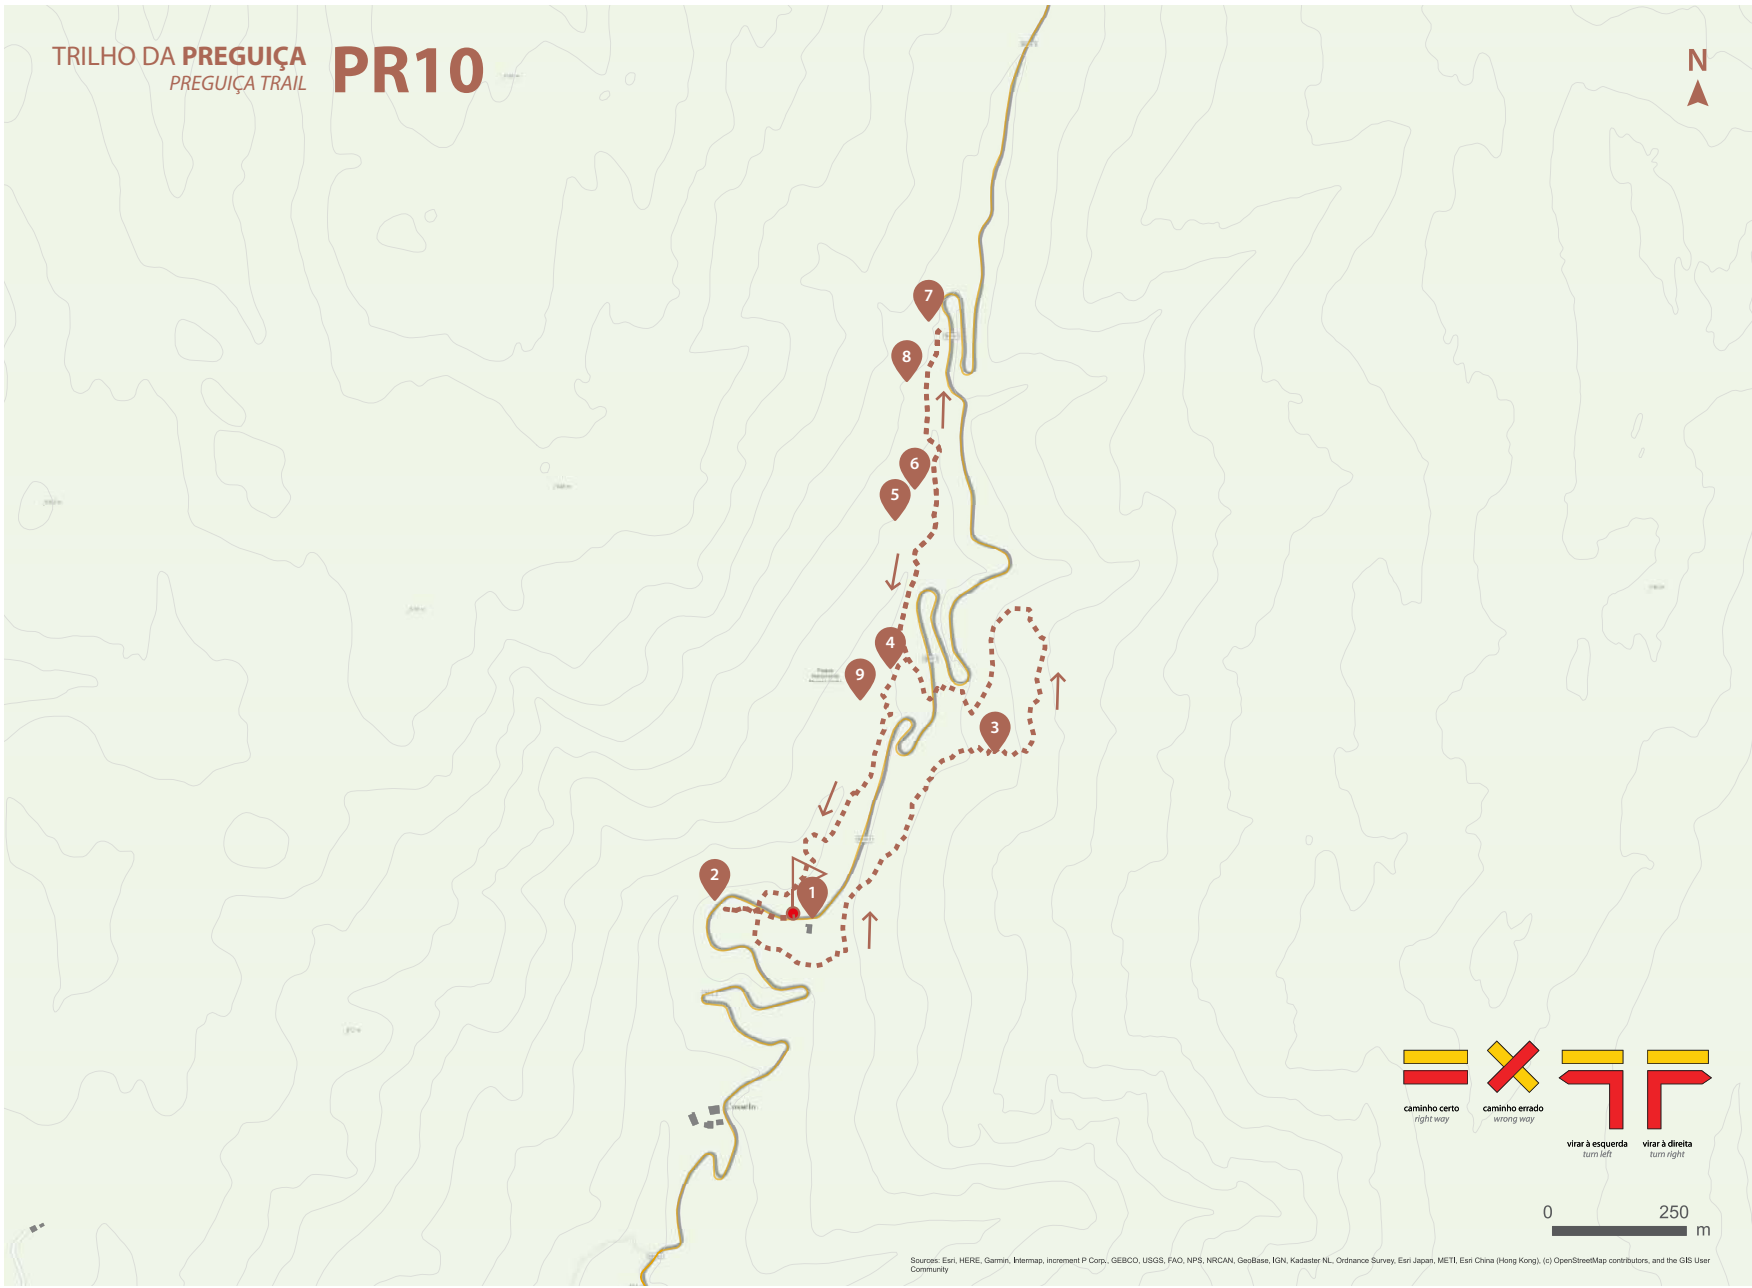 TRILHO DA PREGUIÇA
PREGUIÇA TRAIL
PR10
N
7
8
6
5
4
9
3
2
1
caminho certo
right way
caminho errado
wrong way
virar à esquerda
turn left
virar à direita
turn right
0
250
m
Sources: Esri, HERE, Garmin, Intermap, increment P Corp., GEBCO, USGS, FAO, NPS, NRCAN, GeoBase, IGN, Kadaster NL, Ordnance Survey, Esri Japan, METI, Esri China (Hong Kong), (c) OpenStreetMap contributors, and the GIS User
Community